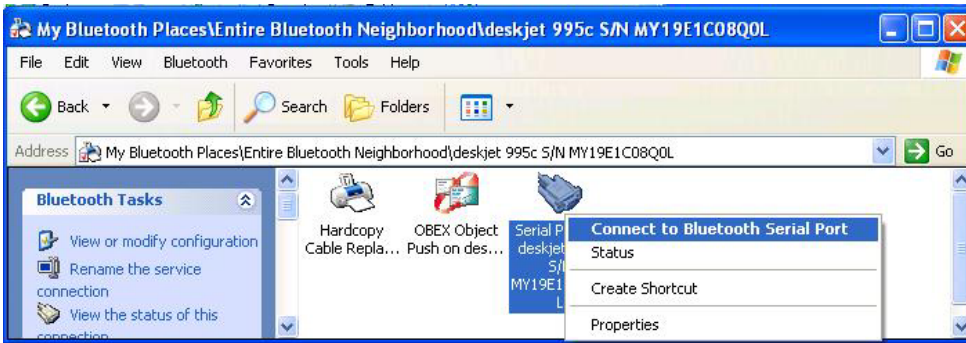 My Bluetooth Places\Entire Bluetooth Neighborhood\deskjet 995c S/N MY19E1C08Q0L
File Edit View Bluetooth Favorites Tools Help
Back Search Folders
Address My Bluetooth Places\Entire Bluetooth Neighborhood\deskjet 995c S/N MY19E1C08Q0L Go
Bluetooth Tasks
View or modify configuration
Rename the service
connection
View the status of this
connection
Hardcopy
Cable Repla...
OBEX Object
Push on des...
Serial P
deskjet
S/
MY19E1
L
Connect to Bluetooth Serial Port
Status
Create Shortcut
Properties